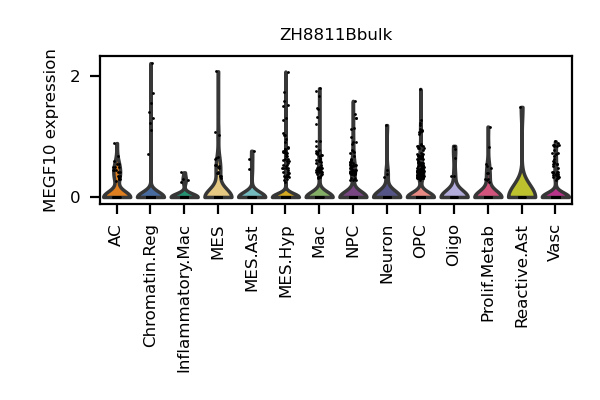 ZH8811Bbulk
MEGF10 expression
2
0
AC
Chromatin.Reg
Inflammatory.Mac
MES
MES.Ast
MES.Hyp
Mac
NPC
Neuron
OPC
Oligo
Prolif.Metab
Reactive.Ast
Vasc